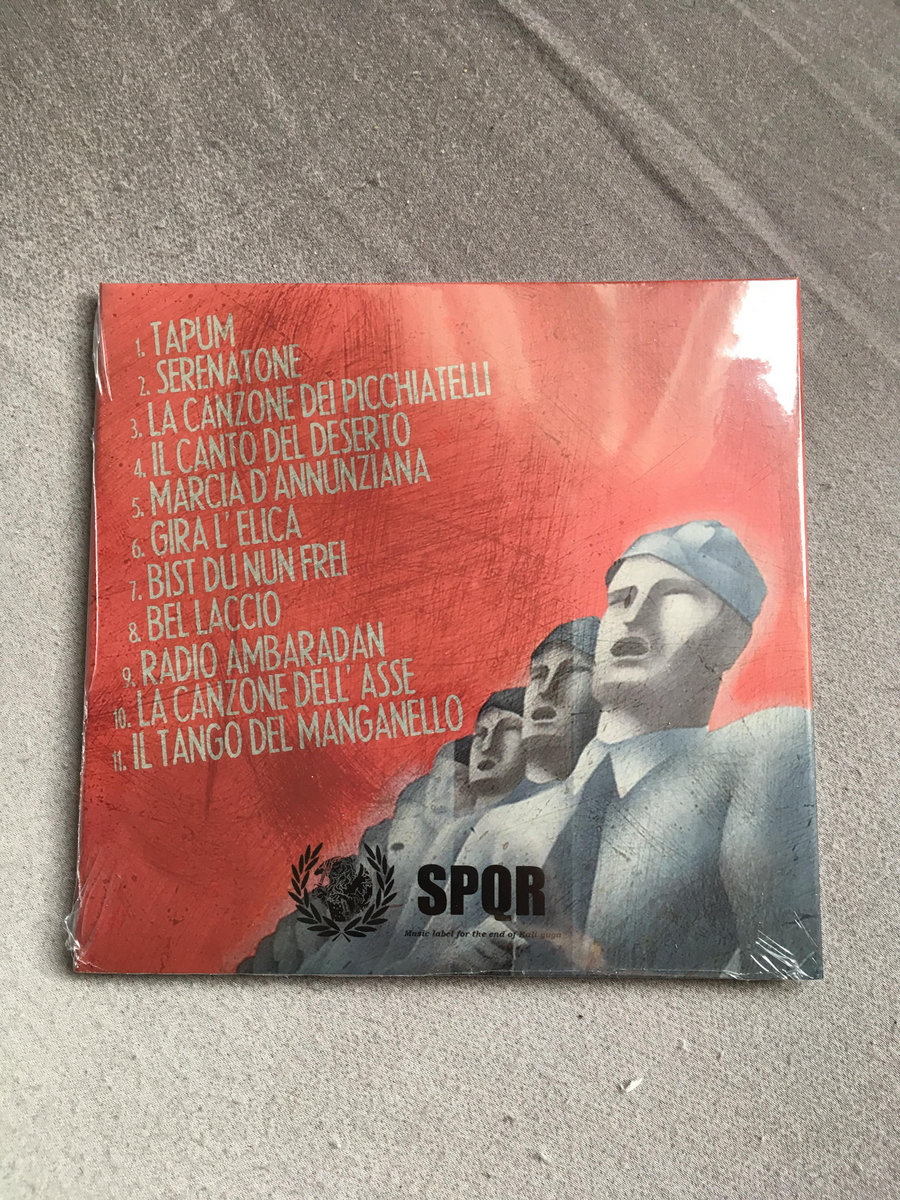 1. TAPUM
2. SERENATONE
3. LA CANZONE DEI PICCHIATELLI
4. IL CANTO DEL DESERTO
5. MARCIA D'ANNUNZIANA
6. GIRA L'ELICA
7. BIST DU NUN FREI
8. BEL LACCIO
9. RADIO AMBARADAN
10. LA CANZONE DELL' ASSE
11. IL TANGO DEL MANGANELLO
SPQR
Music label for the end of Kali yuga